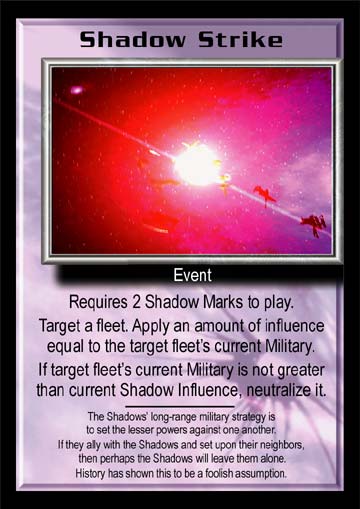 Shadow Strike
Event
Requires 2 Shadow Marks to play.
Target a fleet. Apply an amount of influence
equal to the target fleet's current Military.
If target fleet's current Military is not greater
than current Shadow Influence, neutralize it.
The Shadows' long-range military strategy is
to set the lesser powers against one another.
If they ally with the Shadows and set upon their neighbors,
then perhaps the Shadows will leave them alone.
History has shown this to be a foolish assumption.